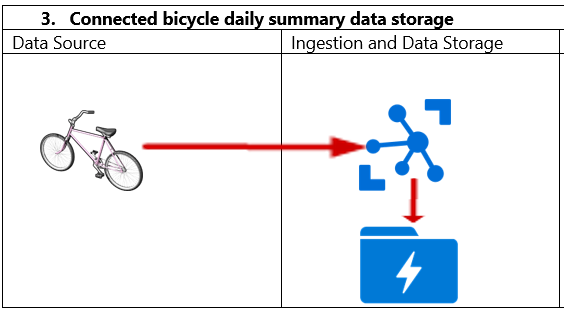 3. Connected bicycle daily summary data storage
Data Source
Ingestion and Data Storage